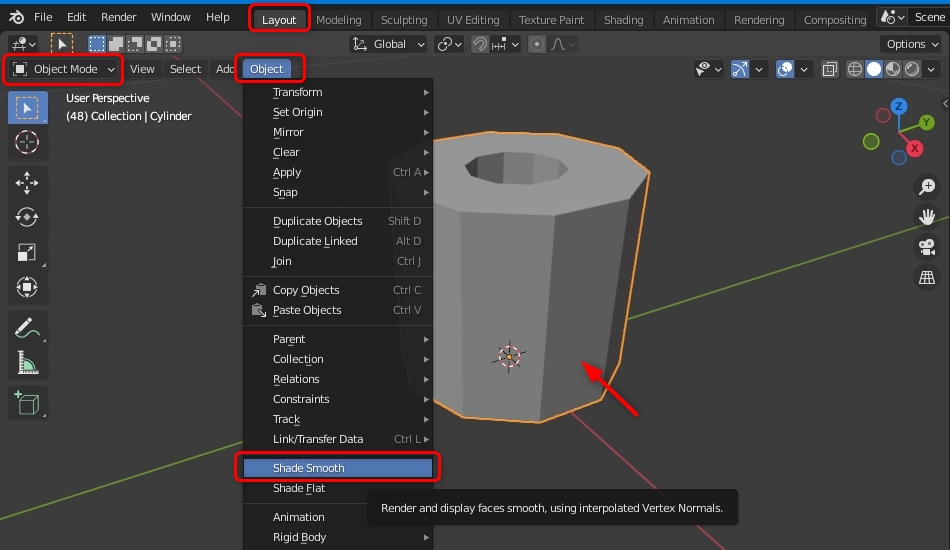 File Edit Render Window Help Layout Modeling Sculpting UV Editing Texture Paint Shading Animation Rendering Compositing Scene
Global Options
Object Mode View Select Add Object
User Perspective
(48) Collection | Cylinder
Transform
Set Origin
Mirror
Clear
Apply Ctrl A
Snap
Duplicate Objects Shift D
Duplicate Linked Alt D
Join Ctrl J
Copy Objects Ctrl C
Paste Objects Ctrl V
Parent
Collection
Relations
Constraints
Track
Link/Transfer Data Ctrl L
Shade Smooth
Shade Flat
Render and display faces smooth, using interpolated Vertex Normals.
Animation
Rigid Body
Z
Y
X